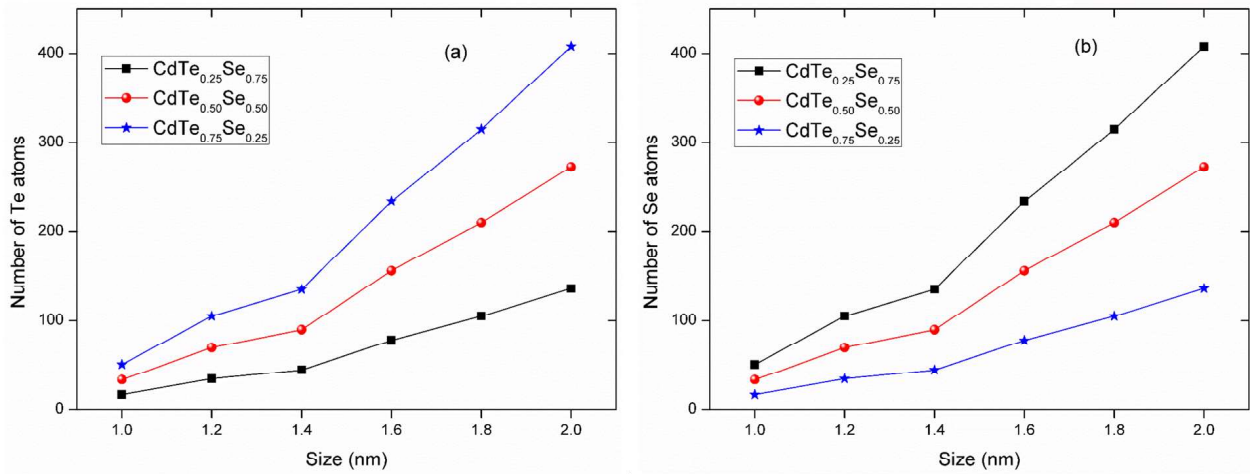 (a)
CdTe0.25Se0.75
CdTe0.50Se0.50
CdTe0.75Se0.25
Number of Te atoms
400
300
200
100
0
1.0 1.2 1.4 1.6 1.8 2.0
Size (nm)
(b)
CdTe0.25Se0.75
CdTe0.50Se0.50
CdTe0.75Se0.25
Number of Se atoms
400
300
200
100
0
1.0 1.2 1.4 1.6 1.8 2.0
Size (nm)